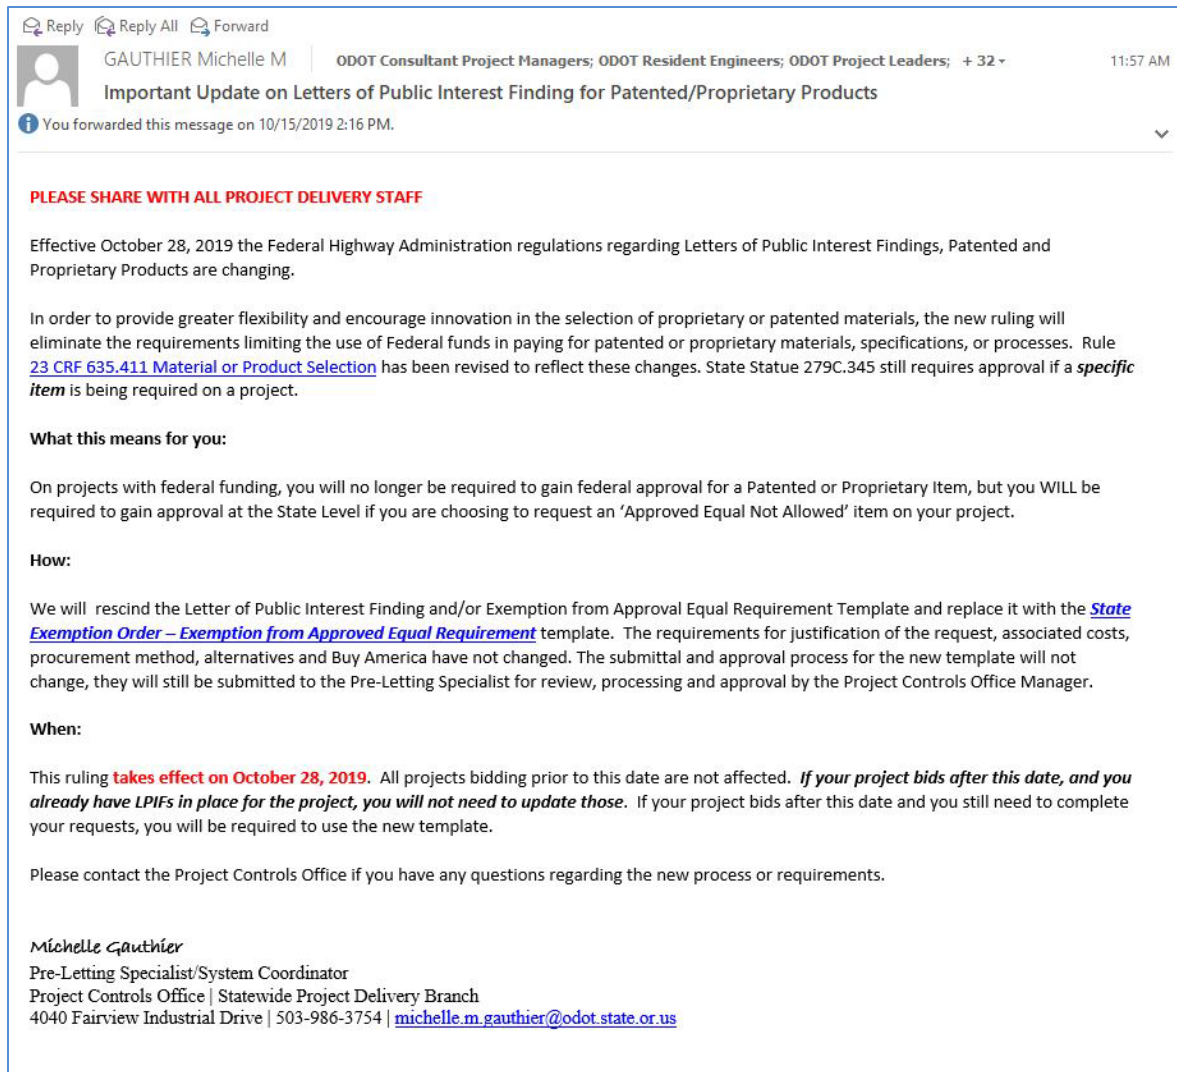 Reply Reply All Forward
GAUTHIER Michelle M ODOT Consultant Project Managers; ODOT Resident Engineers; ODOT Project Leaders; + 32 11:57 AM
Important Update on Letters of Public Interest Finding for Patented/Proprietary Products
You forwarded this message on 10/15/2019 2:16 PM.
PLEASE SHARE WITH ALL PROJECT DELIVERY STAFF
Effective October 28, 2019 the Federal Highway Administration regulations regarding Letters of Public Interest Findings, Patented and
Proprietary Products are changing.
In order to provide greater flexibility and encourage innovation in the selection of proprietary or patented materials, the new ruling will
eliminate the requirements limiting the use of Federal funds in paying for patented or proprietary materials, specifications, or processes. Rule
23 CRF 635.411 Material or Product Selection has been revised to reflect these changes. State Statue 279C.345 still requires approval if a specific
item is being required on a project.
What this means for you:
On projects with federal funding, you will no longer be required to gain federal approval for a Patented or Proprietary Item, but you WILL be
required to gain approval at the State Level if you are choosing to request an ‘Approved Equal Not Allowed’ item on your project.
How:
We will rescind the Letter of Public Interest Finding and/or Exemption from Approval Equal Requirement Template and replace it with the State
Exemption Order – Exemption from Approved Equal Requirement template. The requirements for justification of the request, associated costs,
procurement method, alternatives and Buy America have not changed. The submittal and approval process for the new template will not
change, they will still be submitted to the Pre-Letting Specialist for review, processing and approval by the Project Controls Office Manager.
When:
This ruling takes effect on October 28, 2019. All projects bidding prior to this date are not affected. If your project bids after this date, and you
already have LPIFs in place for the project, you will not need to update those. If your project bids after this date and you still need to complete
your requests, you will be required to use the new template.
Please contact the Project Controls Office if you have any questions regarding the new process or requirements.
Michelle Gauthier
Pre-Letting Specialist/System Coordinator
Project Controls Office | Statewide Project Delivery Branch
4040 Fairview Industrial Drive | 503-986-3754 | michelle.m.gauthier@odot.state.or.us